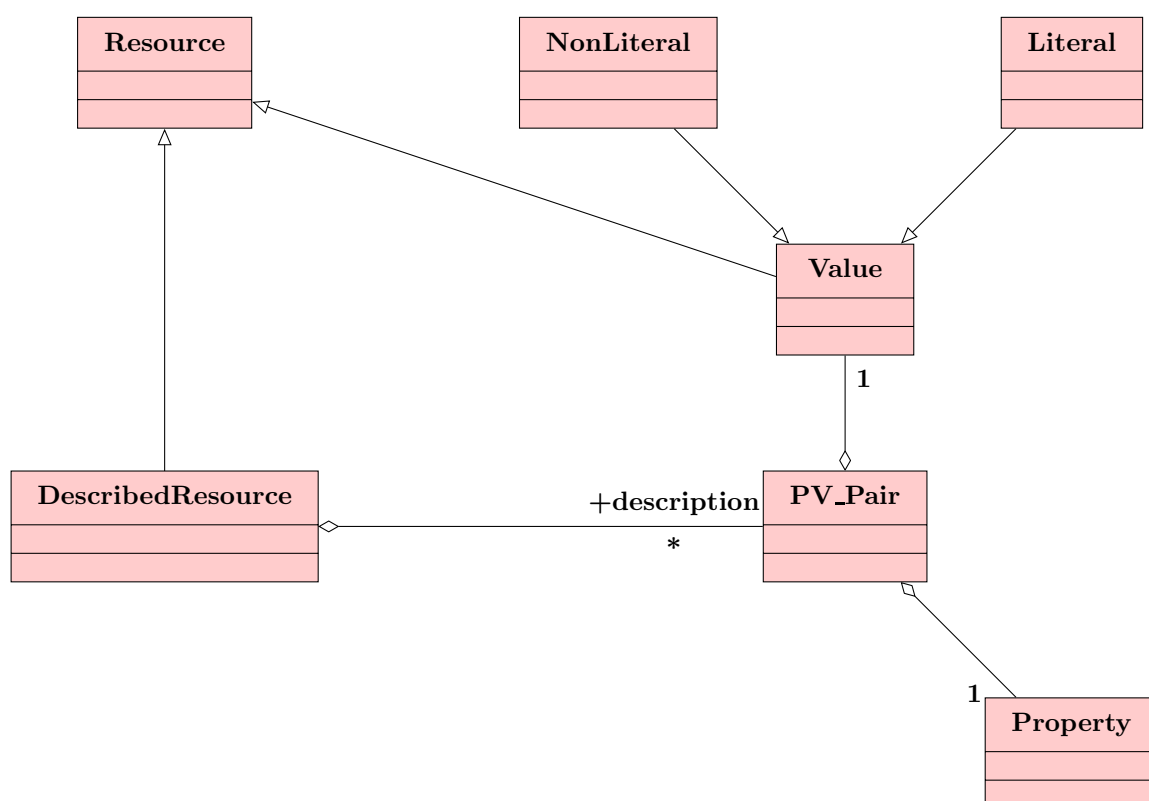 Resource
NonLiteral
Literal
Value
1
DescribedResource
+description
*
PV_Pair
1
Property